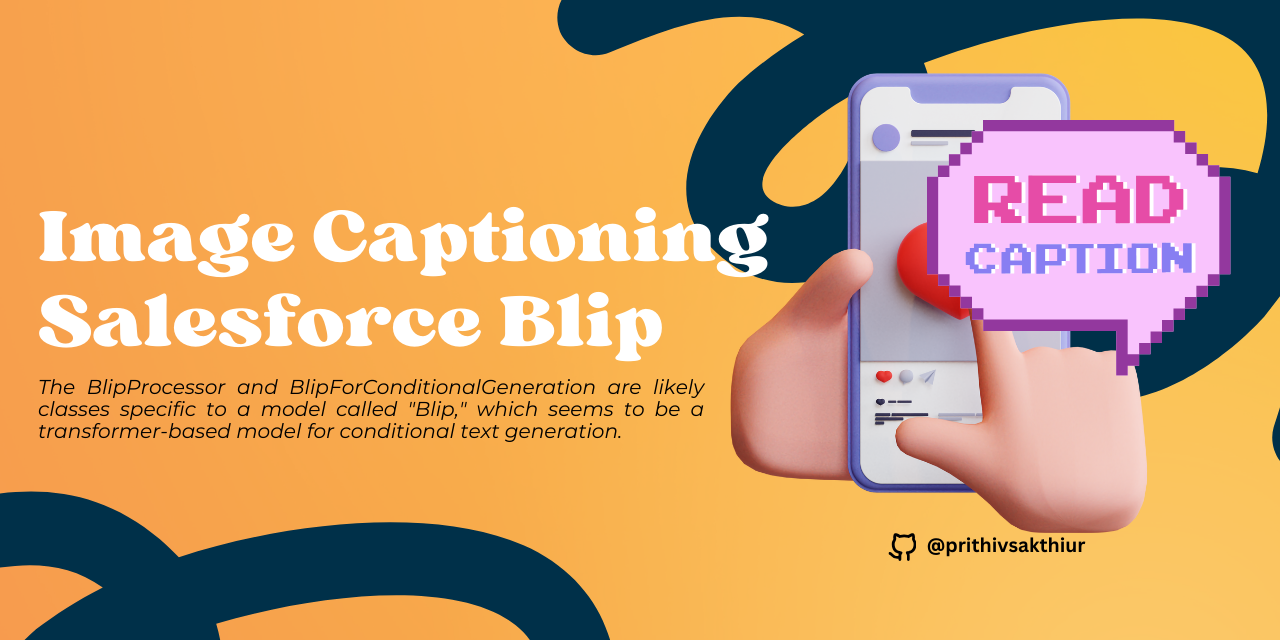 Image Captioning
Salesforce Blip
The BlipProcessor and BlipForConditionalGeneration are likely
classes specific to a model called "Blip," which seems to be a
transformer-based model for conditional text generation.
READ
CAPTION
@prithivsakthiur